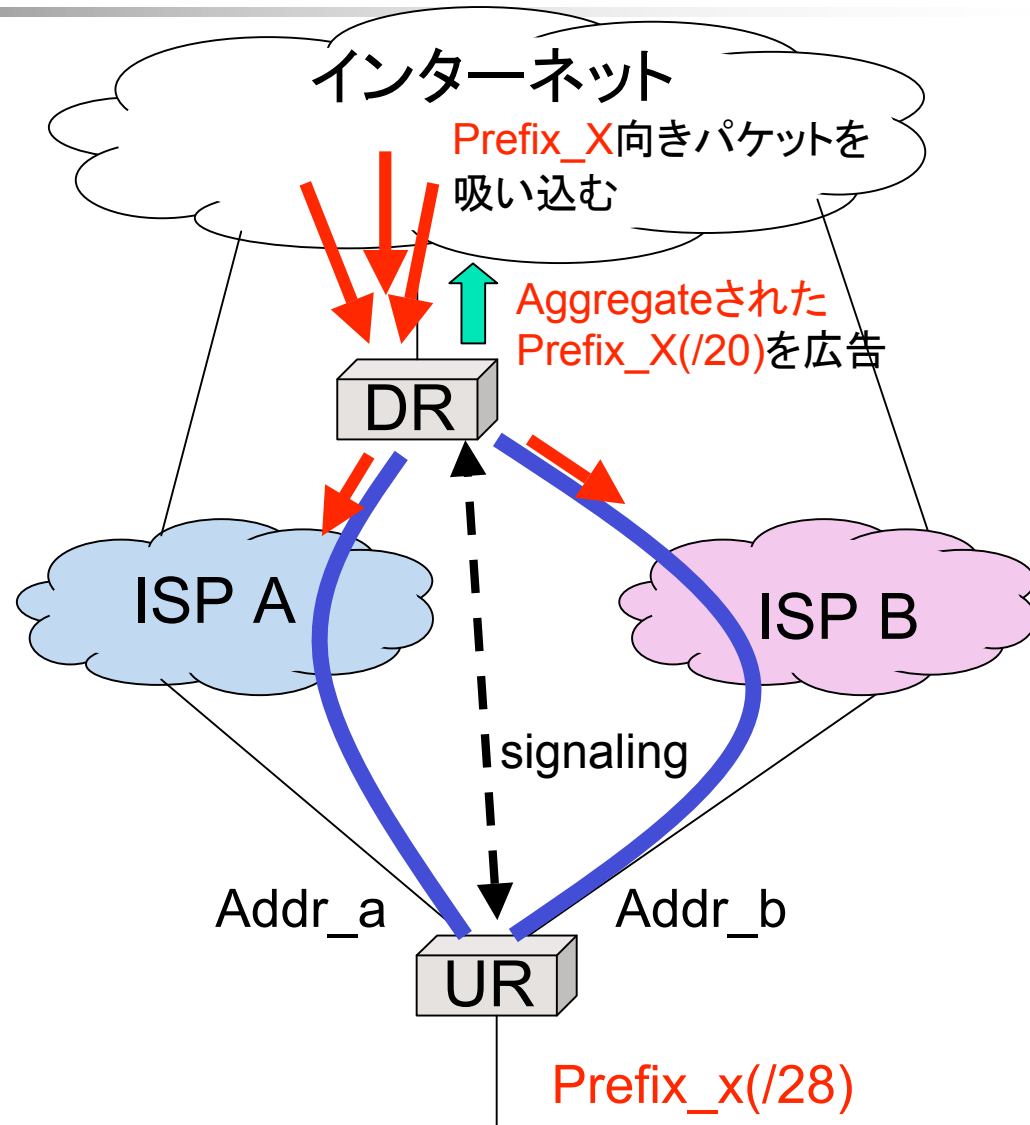 インターネット
Prefix_X向きパケットを
吸い込む
Aggregateされた
Prefix_X(/20)を広告
DR
ISP A
ISP B
signaling
Addr_a
Addr_b
UR
Prefix_x(/28)